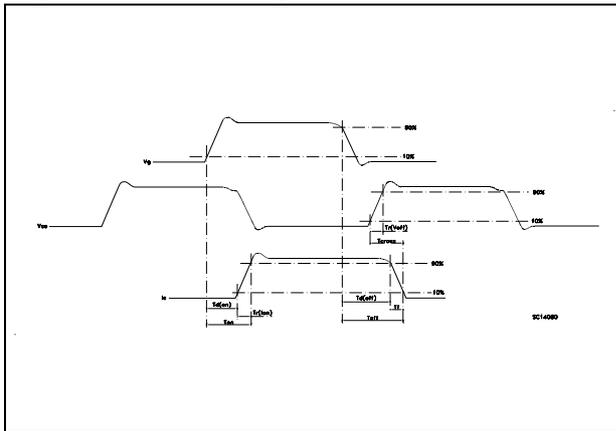 90%
Vg
10%
90%
Vce
10%
Tr(Voff)
Tcross
90%
Ic
10%
Td(on)
Td(off)
Tf
Tr(Ion)
Ton
Toff
SC14080